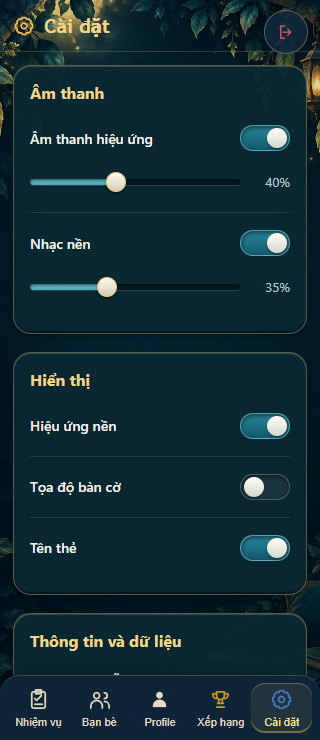 Cài đặt
Âm thanh
Âm thanh hiệu ứng
40%
Nhạc nền
35%
Hiển thị
Hiệu ứng nền
Tọa độ bàn cờ
Tên thẻ
Thông tin và dữ liệu
Nhiệm vụ
Bạn bè
Profile
Xếp hạng
Cài đặt